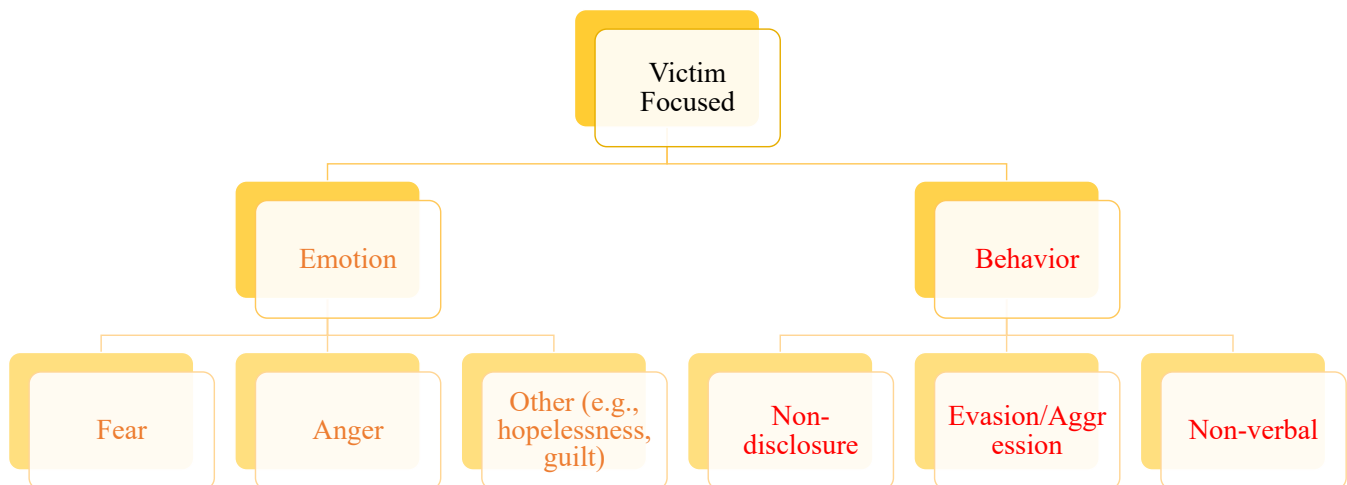 Victim
Focused
Emotion
Behavior
Fear
Anger
Other (e.g.,
hopelessness,
guilt)
Non-
disclosure
Evasion/Aggr
ession
Non-verbal